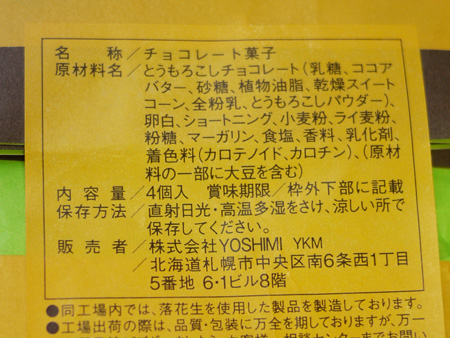 名　　称／チョコレート菓子
原材料名／とうもろこしチョコレート（乳糖、ココア
バター、砂糖、植物油脂、乾燥スイート
コーン、全粉乳、とうもろこしパウダー）、
卵白、ショートニング、小麦粉、ライ麦粉、
粉糖、マーガリン、食塩、香料、乳化剤、
着色料（カロテノイド、カロチン）、（原材
料の一部に大豆を含む）
内 容 量／4個入　賞味期限／枠外下部に記載
保存方法／直射日光・高温多湿をさけ、涼しい所で
保存してください。
販 売 者／株式会社YOSHIMI YKM
／北海道札幌市中央区南6条西1丁目
5番地 6・1ビル8階
●同工場内では、落花生を使用した製品を製造しております。
●工場出荷の際は、品質・包装に万全を期しておりますが、万一